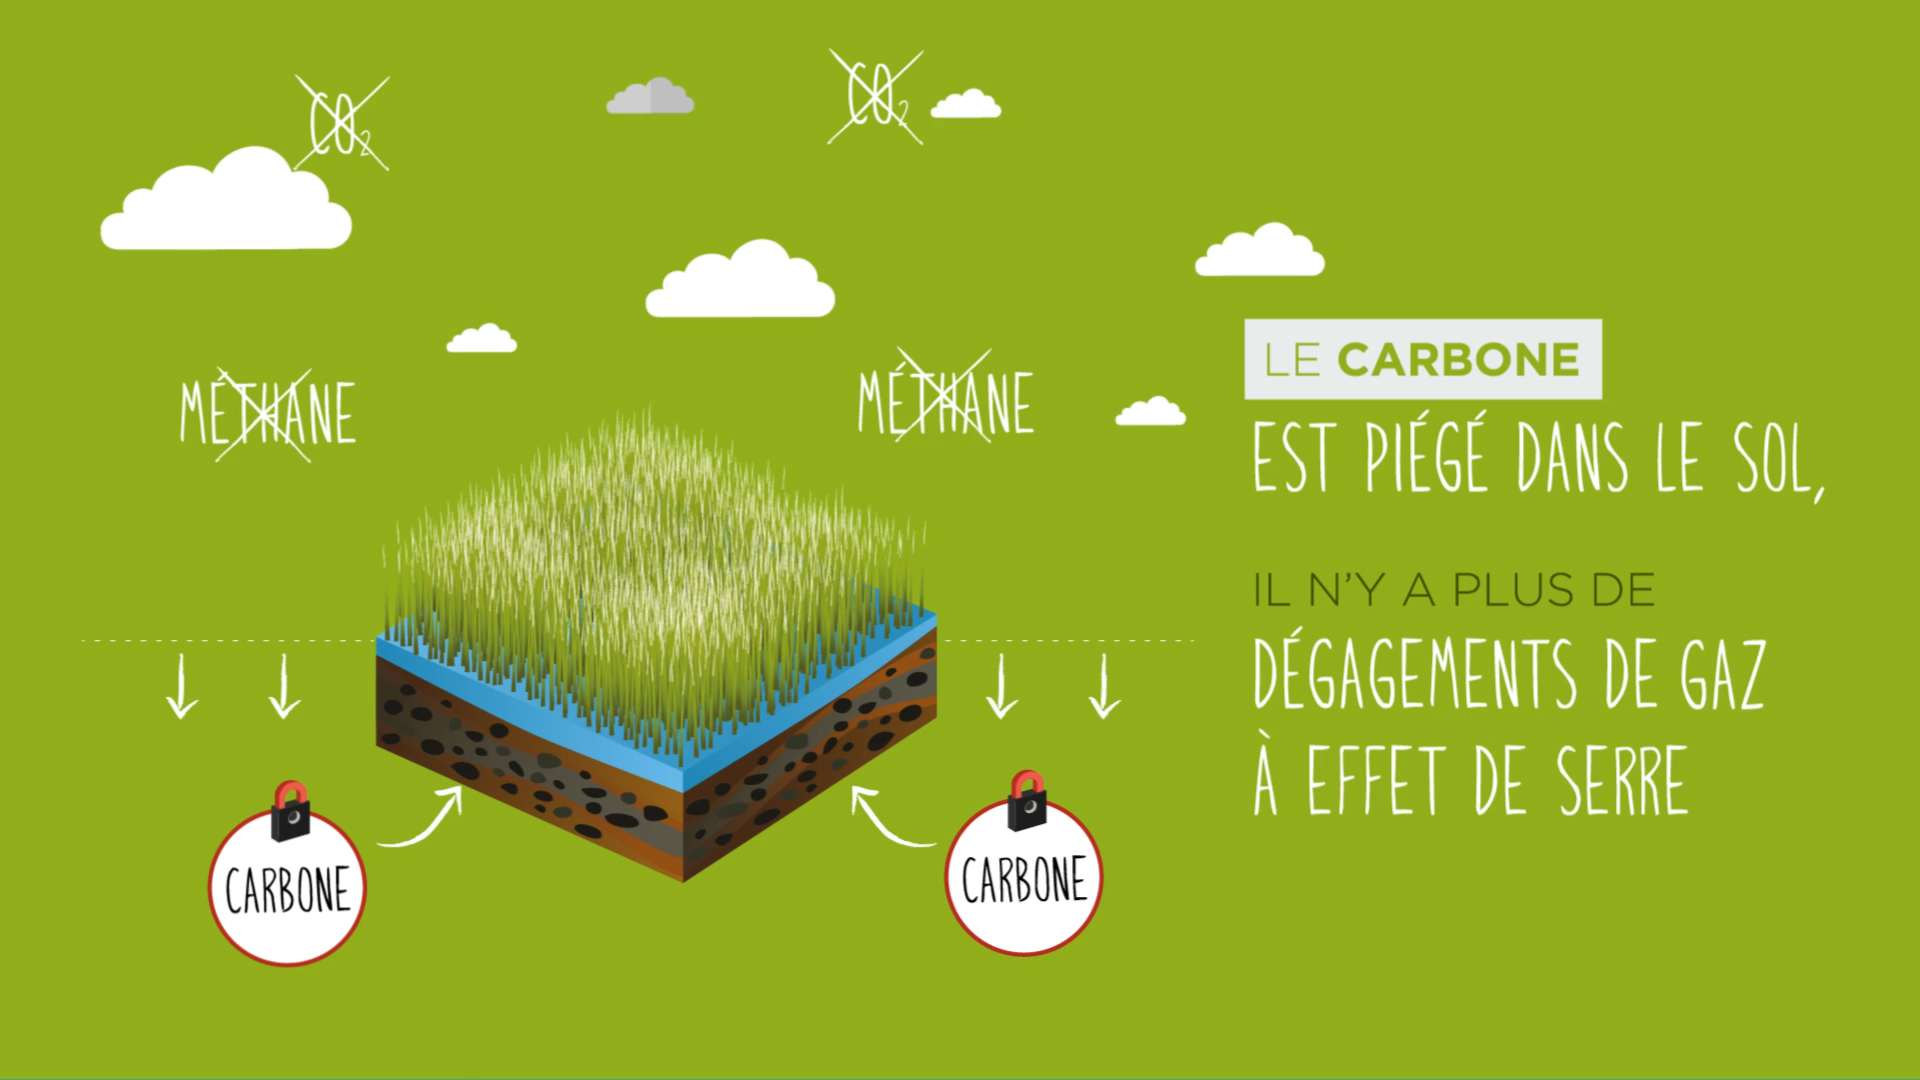 CO₂
CO₂
MÉTHANE
MÉTHANE
LE CARBONE
EST PIÉGÉ DANS LE SOL,
IL N'Y A PLUS DE
DÉGAGEMENTS DE GAZ
À EFFET DE SERRE
CARBONE
CARBONE